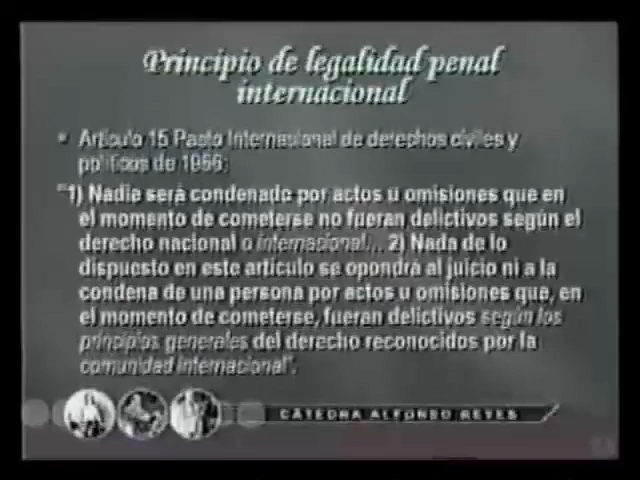 Principio de legalidad penal
internacional
Artículo 15 Pacto Internacional de derechos civiles y
políticos de 1966:
"1) Nadie será condenado por actos u omisiones que en
el momento de cometerse no fueran delictivos según el
derecho nacional o internacional... 2) Nada de lo
dispuesto en este artículo se opondrá al juicio ni a la
condena de una persona por actos u omisiones que, en
el momento de cometerse, fueran delictivos según los
principios generales del derecho reconocidos por la
comunidad internacional".
CÁTEDRA ALFONSO REYES